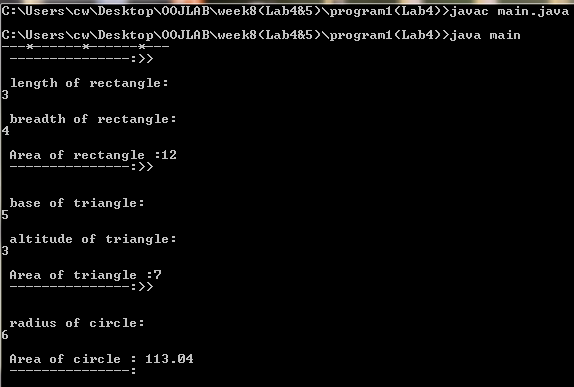 C:\Users\cw\Desktop\OOJLAB\week8(Lab4&5)\program1(Lab4)>javac main.java
C:\Users\cw\Desktop\OOJLAB\week8(Lab4&5)\program1(Lab4)>java main
---*------*------*---
---------------:>>
length of rectangle:
3
breadth of rectangle:
4
Area of rectangle :12
---------------:>>
base of triangle:
5
altitude of triangle:
3
Area of triangle :7
---------------:>>
radius of circle:
6
Area of circle : 113.04
---------------: